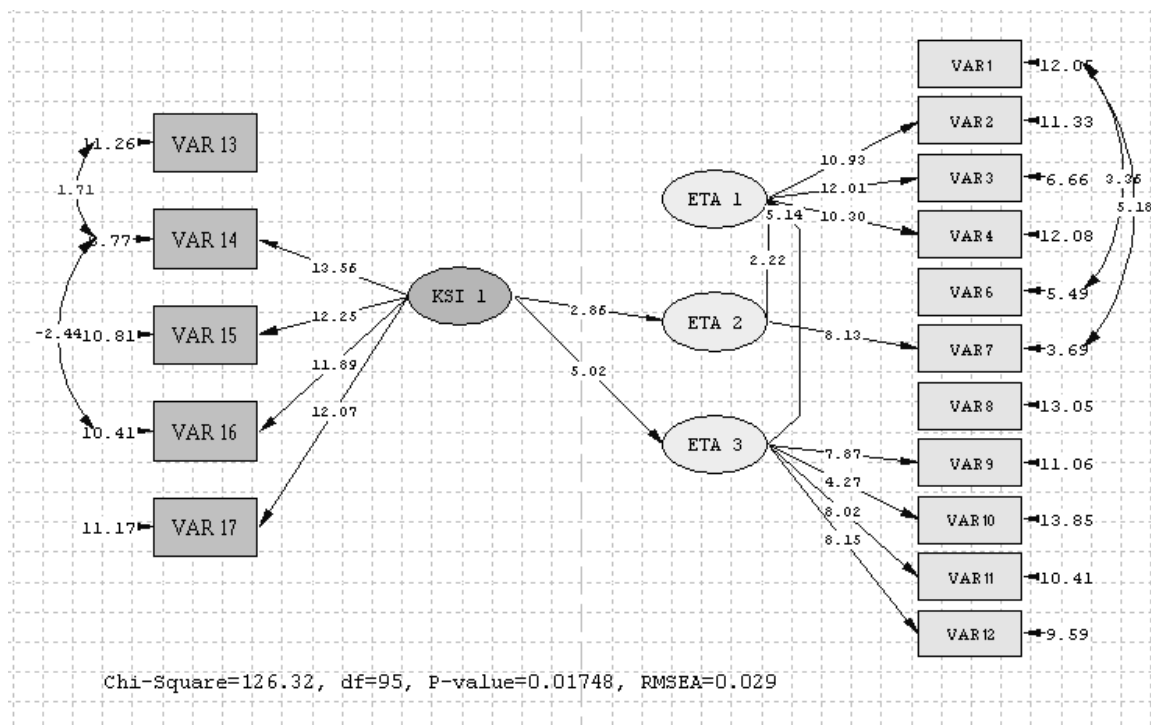 VAR1
12.05
VAR2
11.33
VAR 13
11.26
10.93
VAR3
6.66
3.36
12.01
1.71
ETA 1
5.14
10.30
5.18
VAR4
12.08
VAR 14
.77
13.56
2.22
KSI 1
2.86
ETA 2
VAR6
5.49
12.25
8.13
VAR7
3.69
-2.44
10.81
VAR 15
11.89
5.02
VAR8
13.05
12.07
10.41
VAR 16
ETA 3
7.87
VAR9
11.06
4.27
8.02
VAR10
13.85
11.17
VAR 17
8.15
VAR11
10.41
VAR12
9.59
Chi-Square=126.32, df=95, P-value=0.01748, RMSEA=0.029